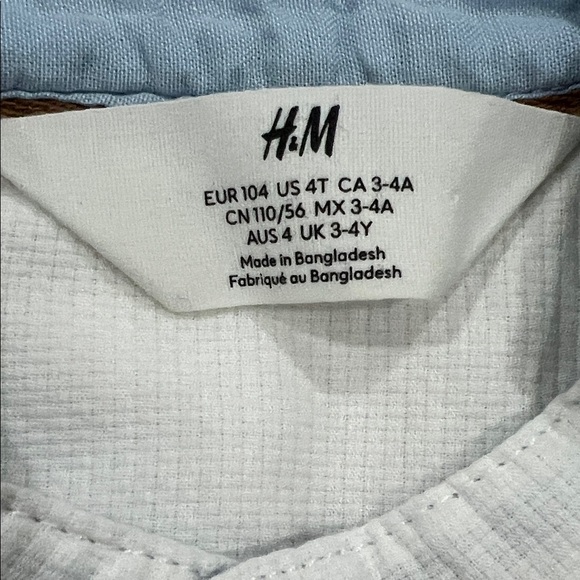 H&M
EUR 104 US 4T CA 3-4A
CN 110/56 MX 3-4A
AUS 4 UK 3-4Y
Made in Bangladesh
Fabriqué au Bangladesh